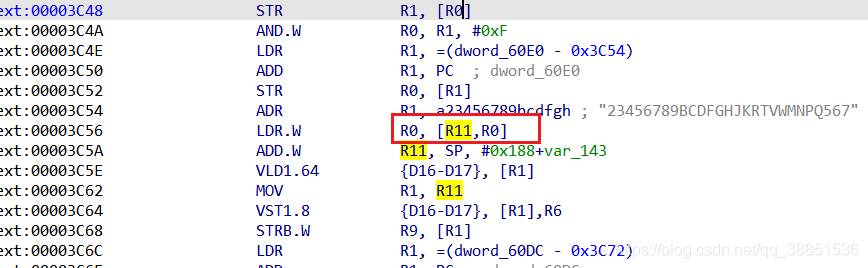 ext:00003C48 STR R1, [R0]
ext:00003C4A AND.W R0, R1, #0xF
ext:00003C4E LDR R1, =(dword_60E0 - 0x3C54)
ext:00003C50 ADD R1, PC ; dword_60E0
ext:00003C52 STR R0, [R1]
ext:00003C54 ADR R1, a23456789bcdfgh ; "23456789BCDFGHJKRTVWMNPQ567"
ext:00003C56 LDR.W R0, [R11,R0]
ext:00003C5A ADD.W R11, SP, #0x188+var_143
ext:00003C5E VLD1.64 {D16-D17}, [R1]
ext:00003C62 MOV R1, R11
ext:00003C64 VST1.8 {D16-D17}, [R1],R6
ext:00003C68 STRB.W R9, [R1]
ext:00003C6C LDR R1, =(dword_60DC - 0x3C72)
https://blog.csdn.net/qq_38851536